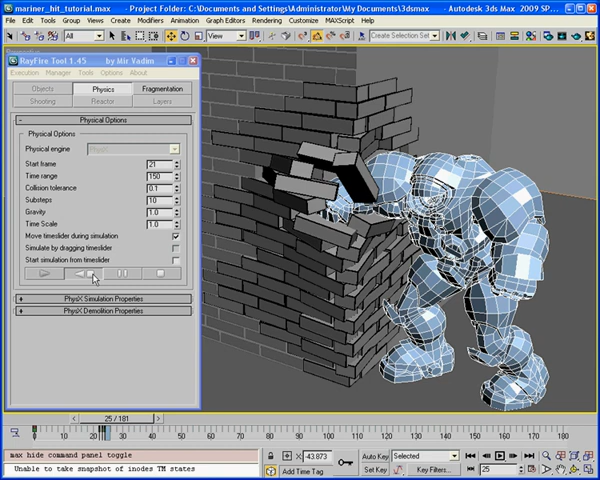 mariner_hit_tutorial.max - Project Folder: C:\Documents and Settings\Administrator\My Documents\3dsmax - Autodesk 3ds Max 2009 SP...
File Edit Tools Group Views Create Modifiers Animation Graph Editors Rendering Customize MAXScript Help
All View Create Selection Set
RayFire Tool 1.45 by Mir Vadim
Execution Manager Tools Options About
Objects Physics Fragmentation
Shooting Reactor Layers
- Physical Options
Physical Options
Physical engine PhysX
Start frame 21
Time range 150
Collision tolerance 0.1
Substeps 10
Gravity 1.0
Time Scale 1.0
Move timeslider during simulation
Simulate by dragging timeslider
Start simulation from timeslider
+ PhysX Simulation Properties
+ PhysX Demolition Properties
< 25 / 181 >
0 10 20 30 40 50 60 70 80 90 100 110 120 130 140 150 160 170 180
max hide command panel toggle
Unable to take snapshot of inodes TM states
X: -43.873
Add Time Tag
Auto Key Selected
Set Key Key Filters...
25